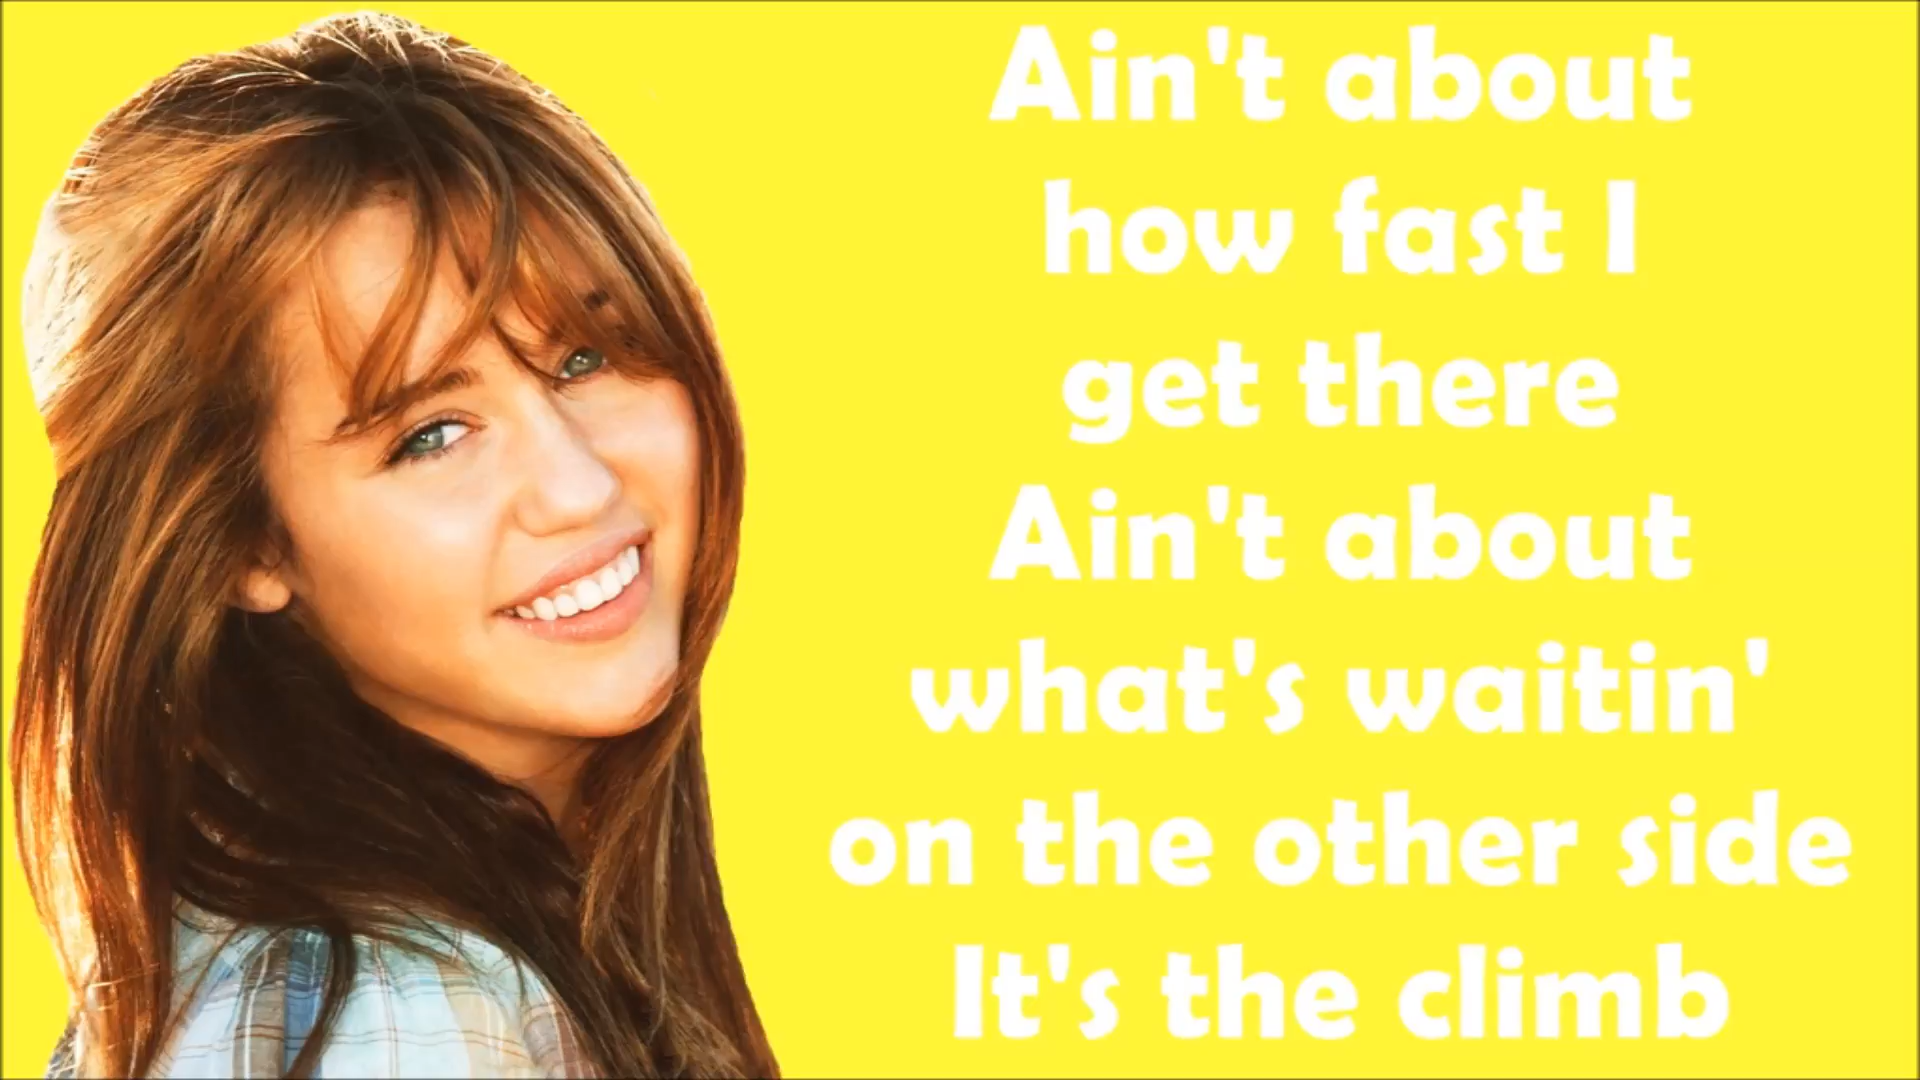 Ain't about
how fast I
get there
Ain't about
what's waitin'
on the other side
It's the climb